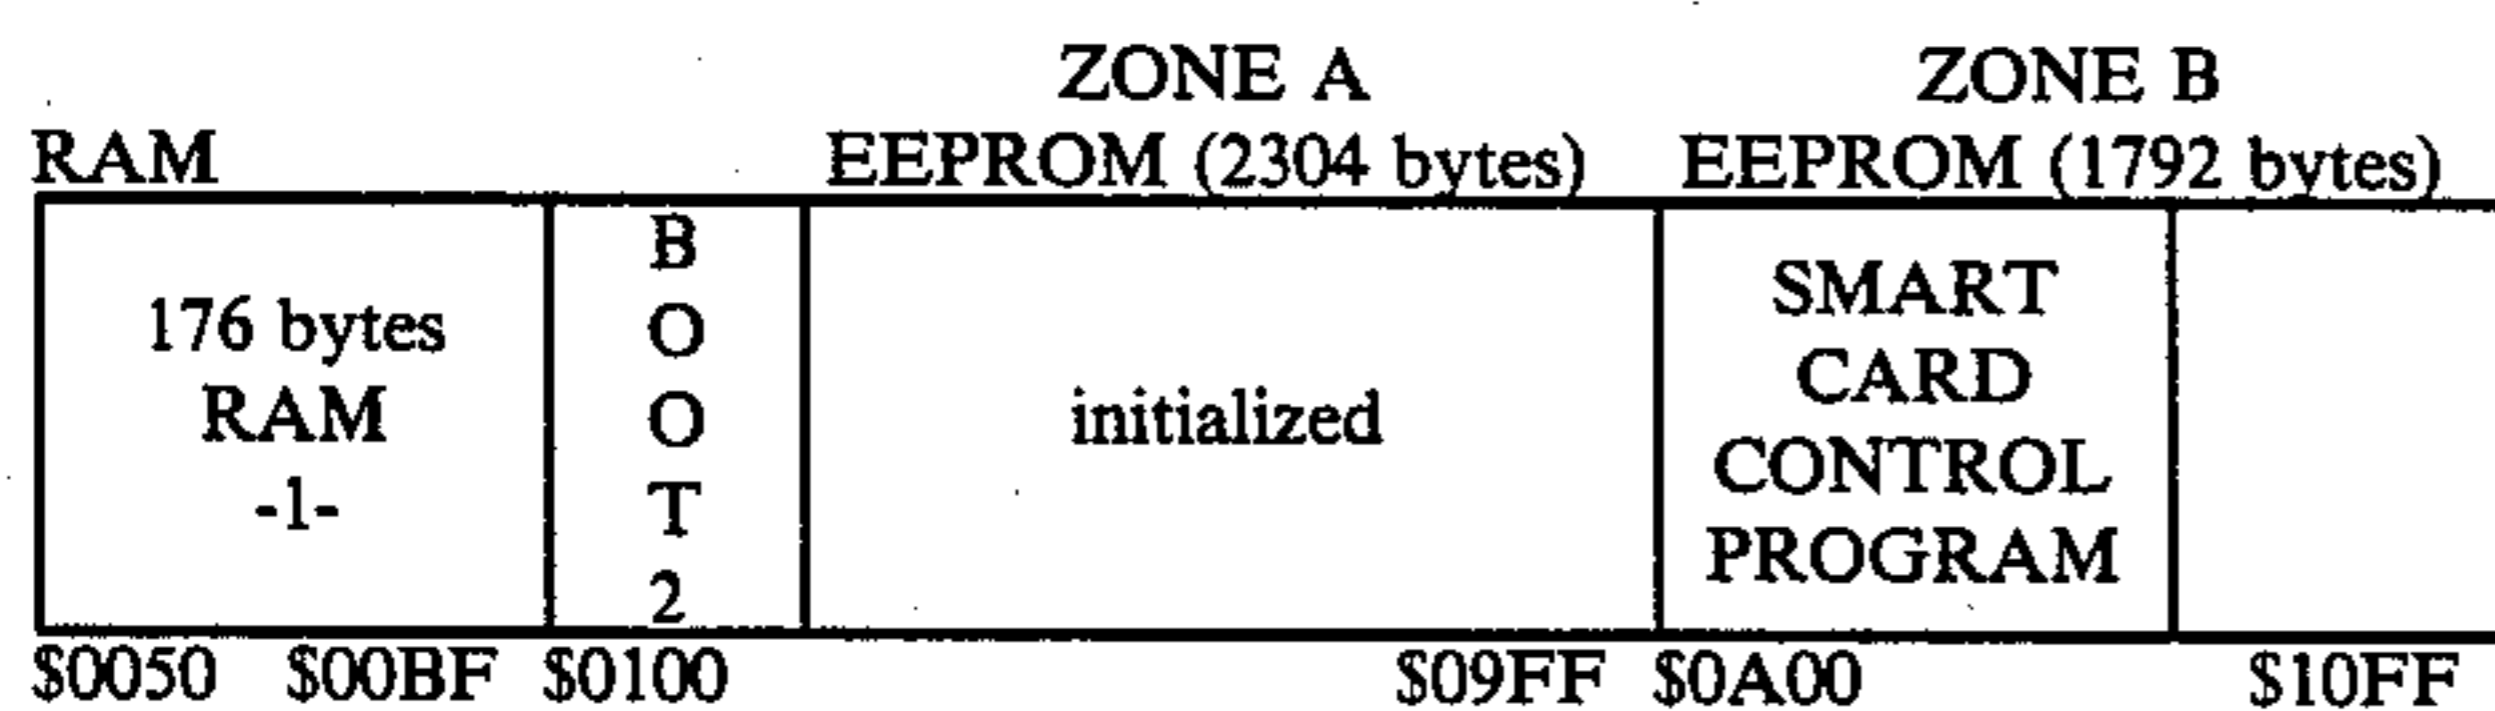 ZONE A ZONE B
RAM EEPROM (2304 bytes) EEPROM (1792 bytes)
176 bytes
RAM
-1-
B
O
O
T
2
initialized
SMART
CARD
CONTROL
PROGRAM
$0050 $00BF $0100 $09FF $0A00 $10FF